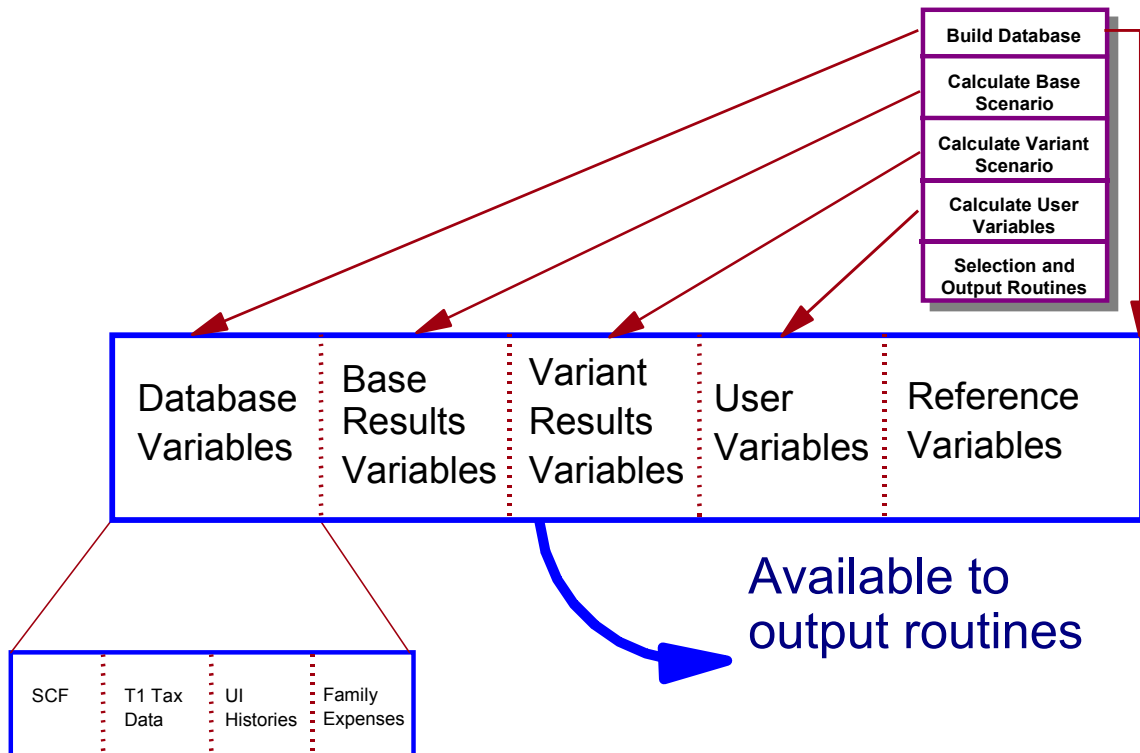 Build Database
Calculate Base
Scenario
Calculate Variant
Scenario
Calculate User
Variables
Selection and
Output Routines
Database
Variables
Base
Results
Variables
Variant
Results
Variables
User
Variables
Reference
Variables
Available to
output routines
SCF
T1 Tax
Data
UI
Histories
Family
Expenses